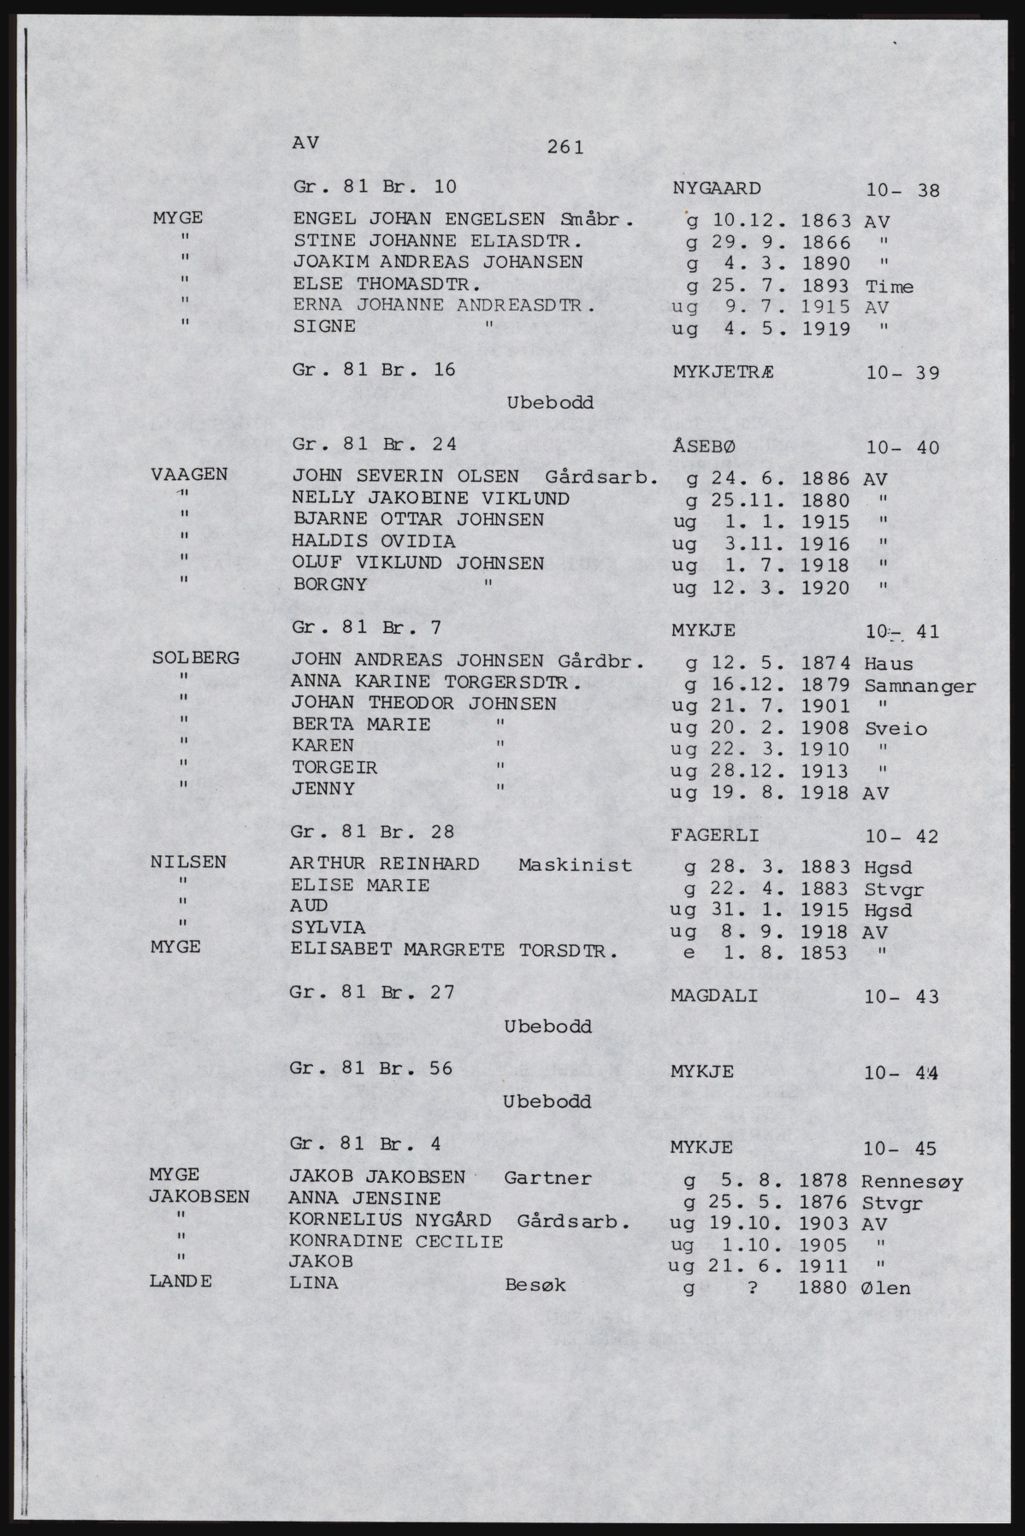 AV 261
Gr. 81 Br. 10 NYGAARD 10- 38
MYGE ENGEL JOHAN ENGELSEN Småbr. g 10.12. 1863 AV
" STINE JOHANNE ELIASDTR. g 29. 9. 1866 "
" JOAKIM ANDREAS JOHANSEN g 4. 3. 1890 "
" ELSE THOMASDTR. g 25. 7. 1893 Time
" ERNA JOHANNE ANDREASDTR. ug 9. 7. 1915 AV
" SIGNE " ug 4. 5. 1919 "
Gr. 81 Br. 16 MYKJETRÆ 10- 39
Ubebodd
Gr. 81 Br. 24 ÅSEBØ 10- 40
VAAGEN JOHN SEVERIN OLSEN Gårdsarb. g 24. 6. 1886 AV
" NELLY JAKOBINE VIKLUND g 25.11. 1880 "
" BJARNE OTTAR JOHNSEN ug 1. 1. 1915 "
" HALDIS OVIDIA ug 3.11. 1916 "
" OLUF VIKLUND JOHNSEN ug 1. 7. 1918 "
" BORGNY " ug 12. 3. 1920 "
Gr. 81 Br. 7 MYKJE 10- 41
SOLBERG JOHN ANDREAS JOHNSEN Gårdbr. g 12. 5. 1874 Haus
" ANNA KARINE TORGERSDTR. g 16.12. 1879 Samnanger
" JOHAN THEODOR JOHNSEN ug 21. 7. 1901 "
" BERTA MARIE " ug 20. 2. 1908 Sveio
" KAREN " ug 22. 3. 1910 "
" TORGEIR " ug 28.12. 1913 "
" JENNY " ug 19. 8. 1918 AV
Gr. 81 Br. 28 FAGERLI 10- 42
NILSEN ARTHUR REINHARD Maskinist g 28. 3. 1883 Hgsd
" ELISE MARIE g 22. 4. 1883 Stvgr
" AUD ug 31. 1. 1915 Hgsd
" SYLVIA ug 8. 9. 1918 AV
MYGE ELISABET MARGRETE TORSDTR. e 1. 8. 1853 "
Gr. 81 Br. 27 MAGDALI 10- 43
Ubebodd
Gr. 81 Br. 56 MYKJE 10- 44
Ubebodd
Gr. 81 Br. 4 MYKJE 10- 45
MYGE JAKOB JAKOBSEN Gartner g 5. 8. 1878 Rennesøy
JAKOBSEN ANNA JENSINE g 25. 5. 1876 Stvgr
" KORNELIUS NYGÅRD Gårdsarb. ug 19.10. 1903 AV
" KONRADINE CECILIE ug 1.10. 1905 "
" JAKOB ug 21. 6. 1911 "
LANDE LINA Besøk g ? 1880 Ølen